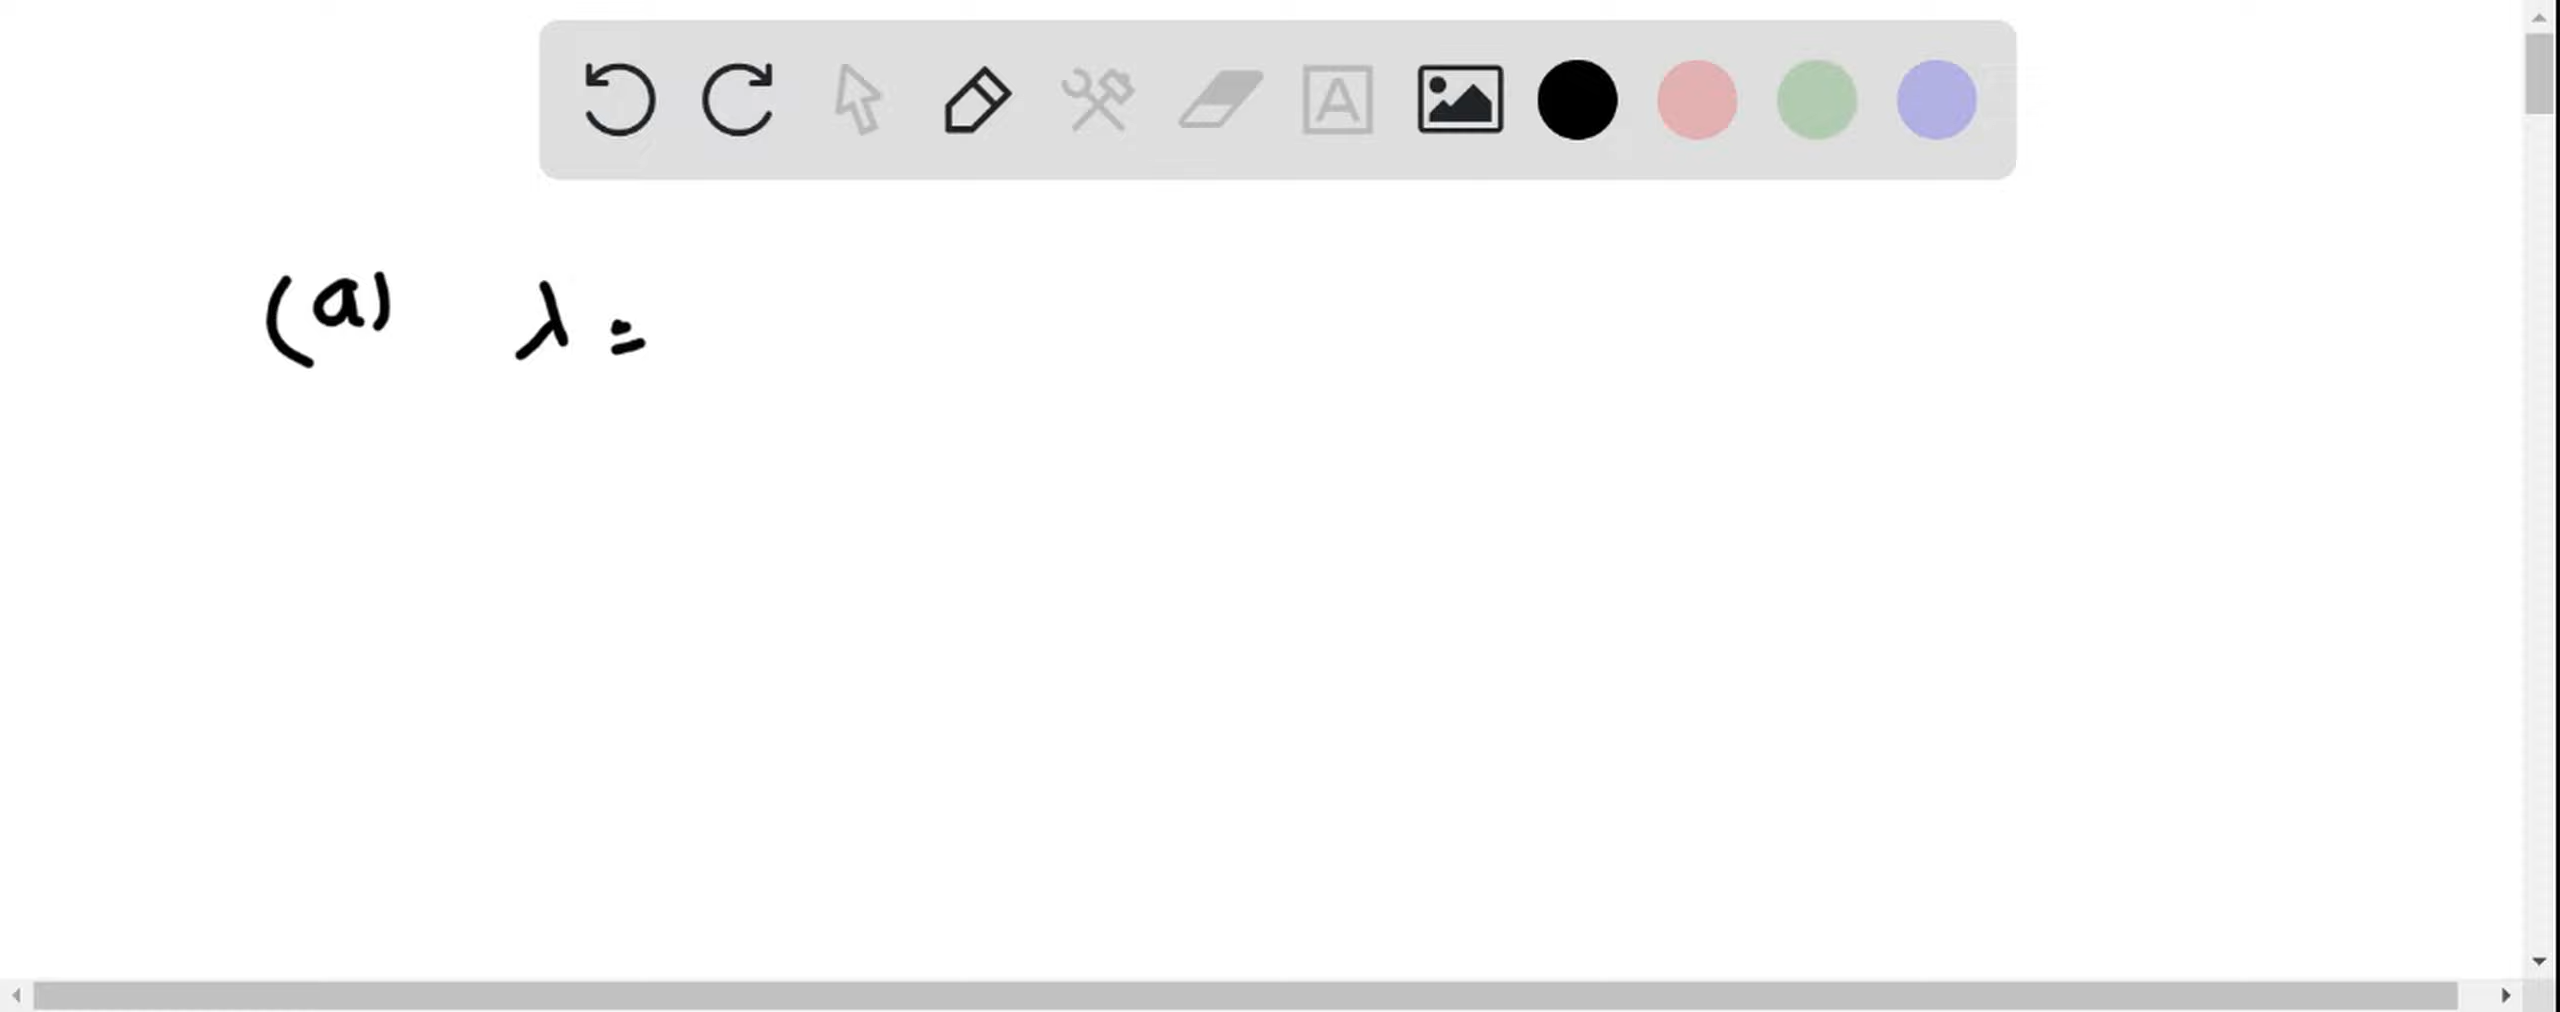 (a) λ =